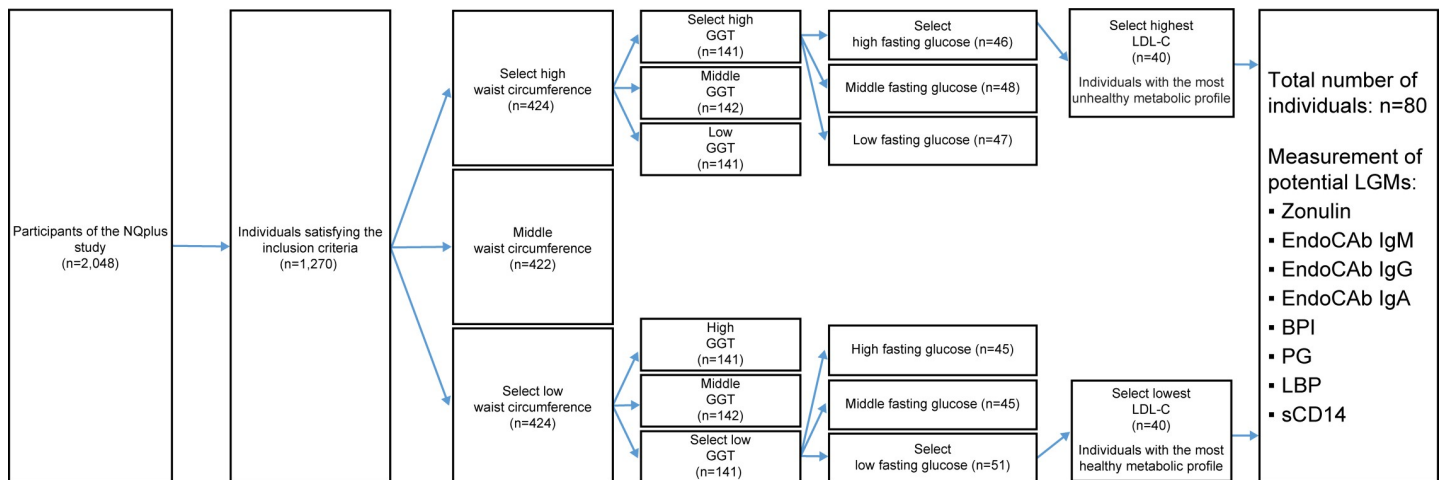 Participants of the NQplus
study
(n=2,048)
Individuals satisfying the
inclusion criteria
(n=1,270)
Select high
waist circumference
(n=424)
Middle
waist circumference
(n=422)
Select low
waist circumference
(n=424)
Select high
GGT
(n=141)
Middle
GGT
(n=142)
Low
GGT
(n=141)
High
GGT
(n=141)
Middle
GGT
(n=142)
Select low
GGT
(n=141)
Select
high fasting glucose (n=46)
Middle fasting glucose (n=48)
Low fasting glucose (n=47)
High fasting glucose (n=45)
Middle fasting glucose (n=45)
Select
low fasting glucose (n=51)
Select highest
LDL-C
(n=40)
Individuals with the most
unhealthy metabolic profile
Select lowest
LDL-C
(n=40)
Individuals with the most
healthy metabolic profile
Total number of
individuals: n=80
Measurement of
potential LGMs:
▪ Zonulin
▪ EndoCAb IgM
▪ EndoCAb IgG
▪ EndoCAb IgA
▪ BPI
▪ PG
▪ LBP
▪ sCD14